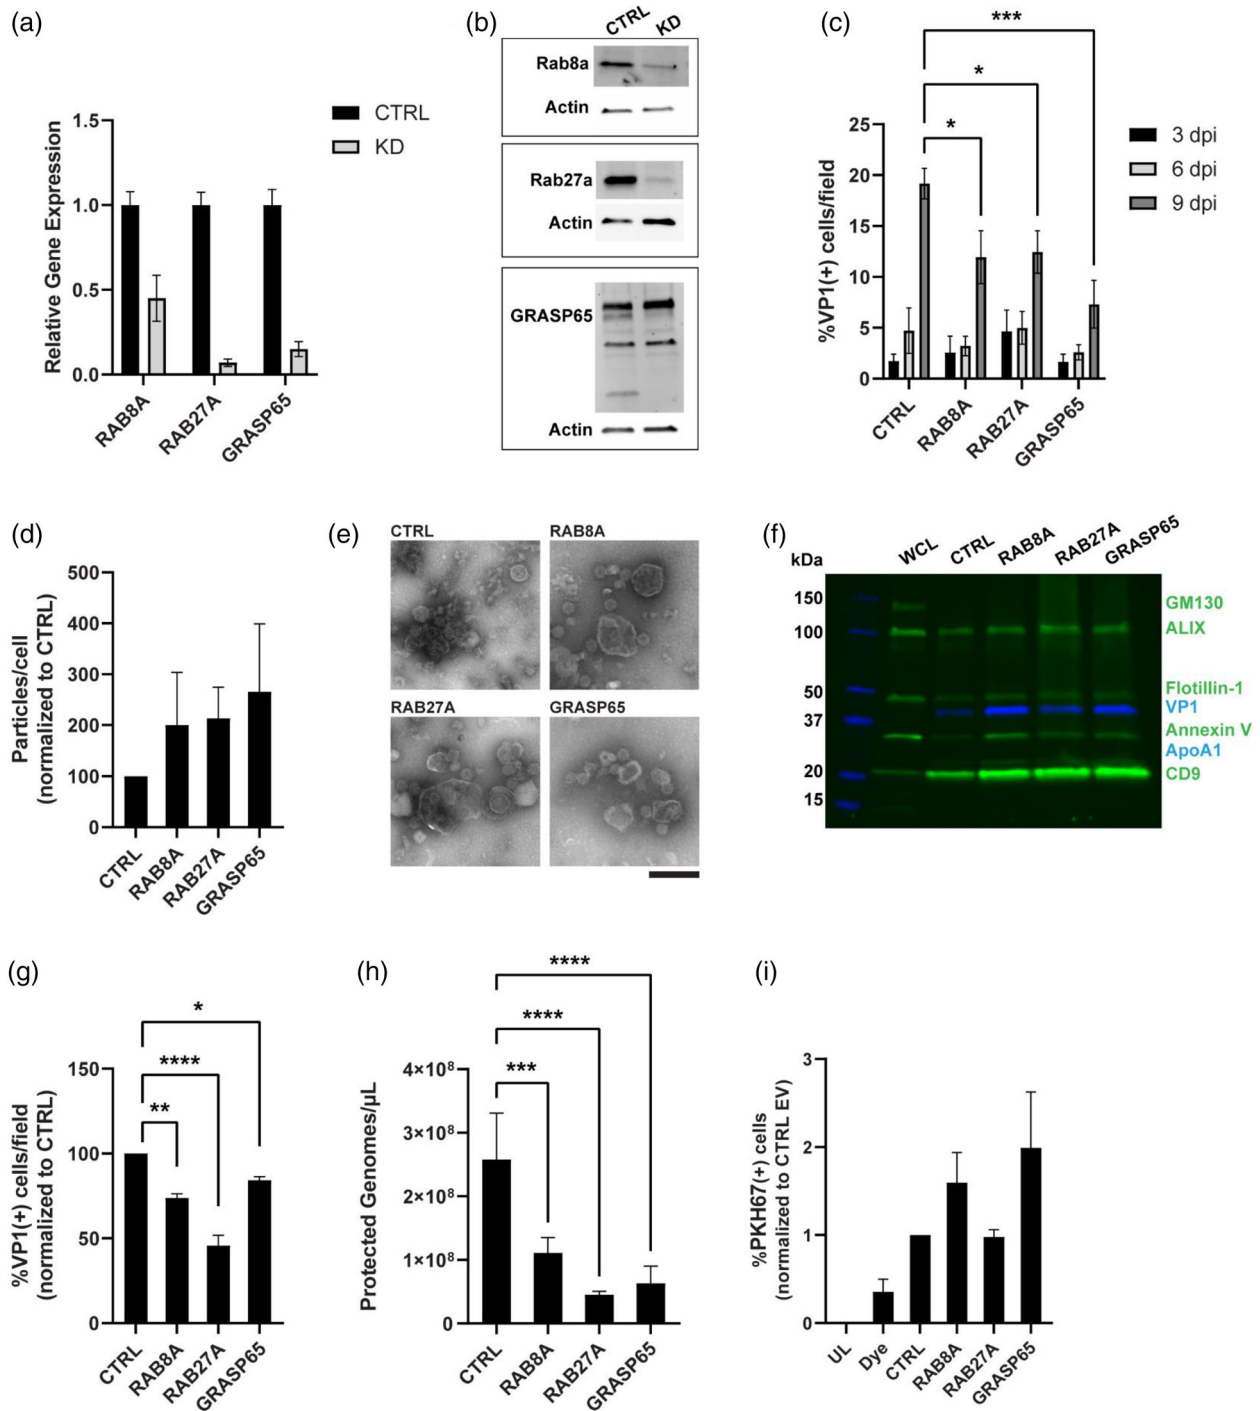 (a)
Relative Gene Expression
1.5
1.0
0.5
0.0
RAB8A
RAB27A
GRASP65
CTRL
KD
(b)
CTRL
KD
Rab8a
Actin
Rab27a
Actin
GRASP65
Actin
(c)
***
*
*
%VP1(+) cells/field
25
20
15
10
5
0
CTRL
RAB8A
RAB27A
GRASP65
3 dpi
6 dpi
9 dpi
(d)
Particles/cell
(normalized to CTRL)
500
400
300
200
100
0
CTRL
RAB8A
RAB27A
GRASP65
(e)
CTRL
RAB8A
RAB27A
GRASP65
(f)
kDa
WCL
CTRL
RAB8A
RAB27A
GRASP65
150
100
50
37
20
15
GM130
ALIX
Flotillin-1
VP1
Annexin V
ApoA1
CD9
(g)
*
****
**
%VP1(+) cells/field
(normalized to CTRL)
150
100
50
0
CTRL
RAB8A
RAB27A
GRASP65
(h)
****
****
***
Protected Genomes/µL
4×10⁸
3×10⁸
2×10⁸
1×10⁸
0
CTRL
RAB8A
RAB27A
GRASP65
(i)
%PKH67(+) cells
(normalized to CTRL EV)
3
2
1
0
UL
Dye
CTRL
RAB8A
RAB27A
GRASP65